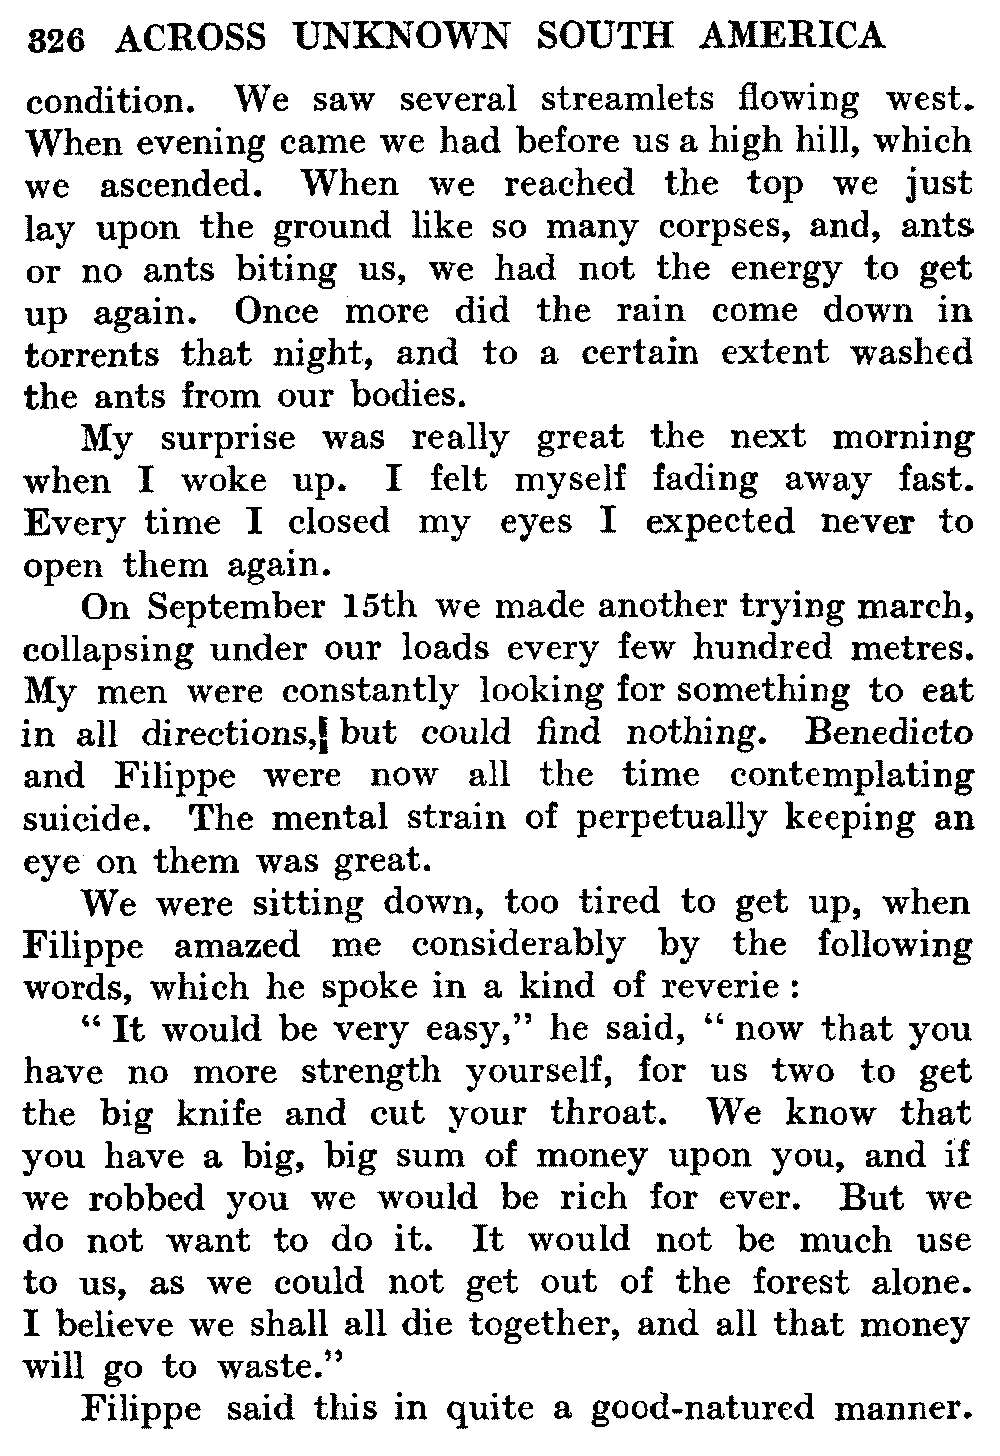 326 ACROSS UNKNOWN SOUTH AMERICA
condition. We saw several streamlets flowing west.
When evening came we had before us a high hill, which
we ascended. When we reached the top we just
lay upon the ground like so many corpses, and, ants
or no ants biting us, we had not the energy to get
up again. Once more did the rain come down in
torrents that night, and to a certain extent washed
the ants from our bodies.
My surprise was really great the next morning
when I woke up. I felt myself fading away fast.
Every time I closed my eyes I expected never to
open them again.
On September 15th we made another trying march,
collapsing under our loads every few hundred metres.
My men were constantly looking for something to eat
in all directions, but could find nothing. Benedicto
and Filippe were now all the time contemplating
suicide. The mental strain of perpetually keeping an
eye on them was great.
We were sitting down, too tired to get up, when
Filippe amazed me considerably by the following
words, which he spoke in a kind of reverie :
“ It would be very easy,” he said, “ now that you
have no more strength yourself, for us two to get
the big knife and cut your throat. We know that
you have a big, big sum of money upon you, and if
we robbed you we would be rich for ever. But we
do not want to do it. It would not be much use
to us, as we could not get out of the forest alone.
I believe we shall all die together, and all that money
will go to waste.”
Filippe said this in quite a good-natured manner.